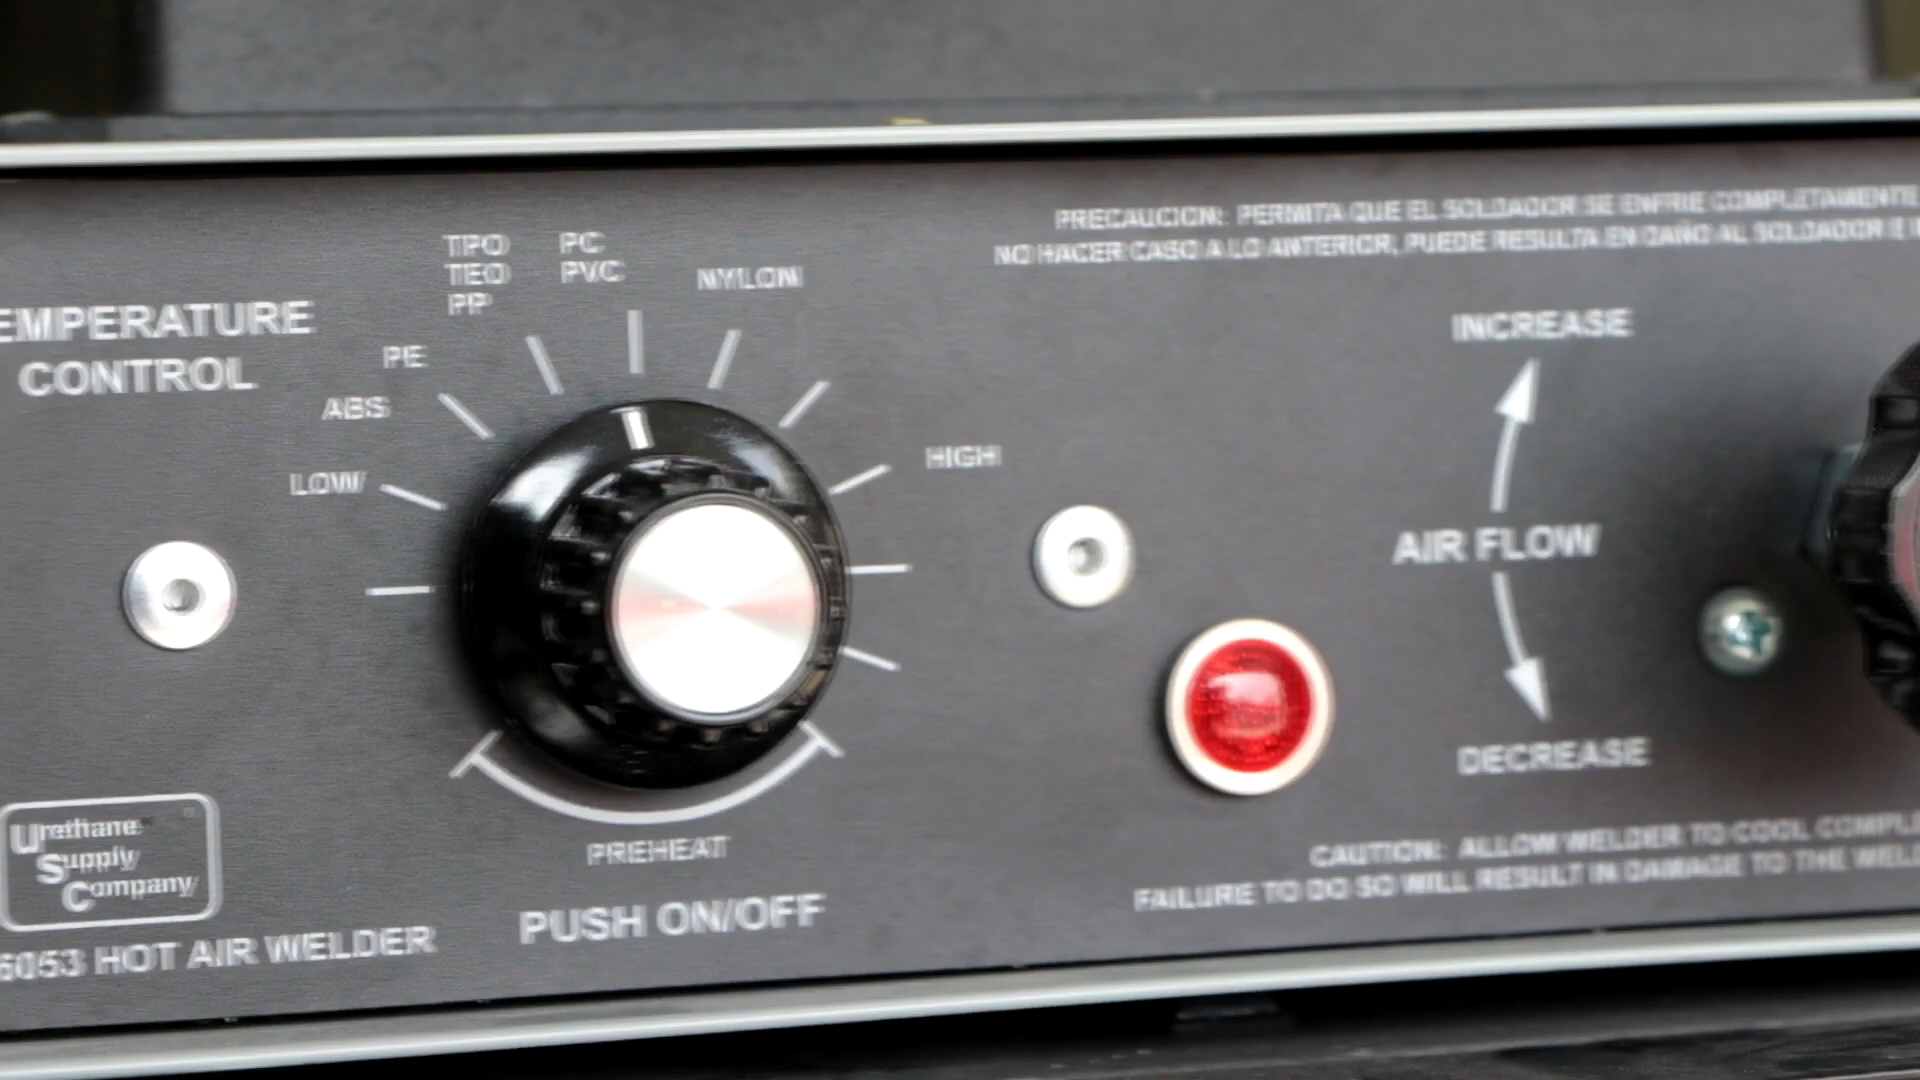 PRECAUCION: PERMITA QUE EL SOLDADOR SE ENFRIE COMPLETAMENTE
NO HACER CASO A LO ANTERIOR, PUEDE RESULTA EN DAÑO AL SOLDADOR E
TPO
TEO
PP
PC
PVC
NYLON
EMPERATURE
CONTROL
PE
ABS
LOW
HIGH
INCREASE
AIR FLOW
DECREASE
PREHEAT
PUSH ON/OFF
Urethane
Supply
Company
6053 HOT AIR WELDER
CAUTION: ALLOW WELDER TO COOL COMPL
FAILURE TO DO SO WILL RESULT IN DAMAGE TO THE WELD